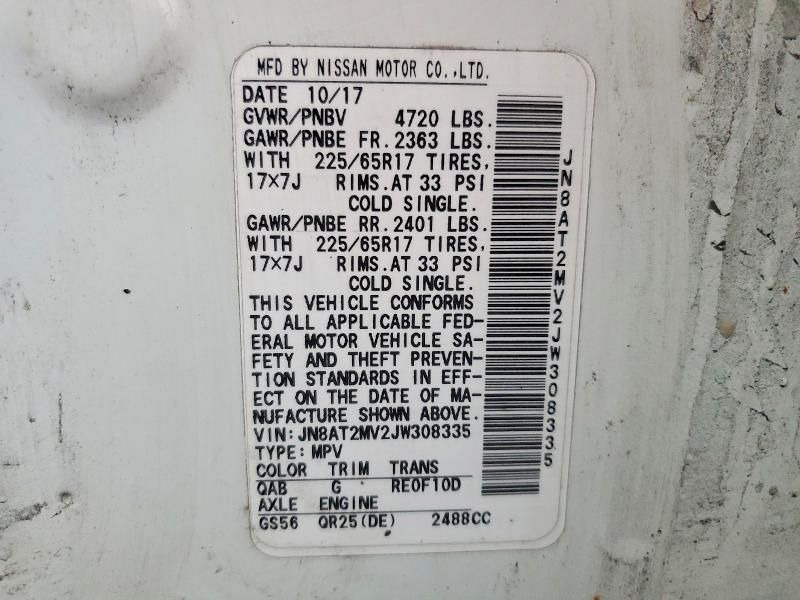 MFD BY NISSAN MOTOR CO.,LTD.
DATE 10/17
GVWR/PNBV 4720 LBS.
GAWR/PNBE FR. 2363 LBS.
WITH 225/65R17 TIRES,
17×7J RIMS. AT 33 PSI
COLD SINGLE.
GAWR/PNBE RR. 2401 LBS.
WITH 225/65R17 TIRES,
17×7J RIMS. AT 33 PSI
COLD SINGLE.
THIS VEHICLE CONFORMS
TO ALL APPLICABLE FED-
ERAL MOTOR VEHICLE SA-
FETY AND THEFT PREVEN-
TION STANDARDS IN EFF-
ECT ON THE DATE OF MA-
NUFACTURE SHOWN ABOVE.
VIN: JN8AT2MV2JW308335
TYPE: MPV
COLOR TRIM TRANS
QAB G RE0F10D
AXLE ENGINE
GS56 QR25(DE) 2488CC
JN8AT2MV2JW308335